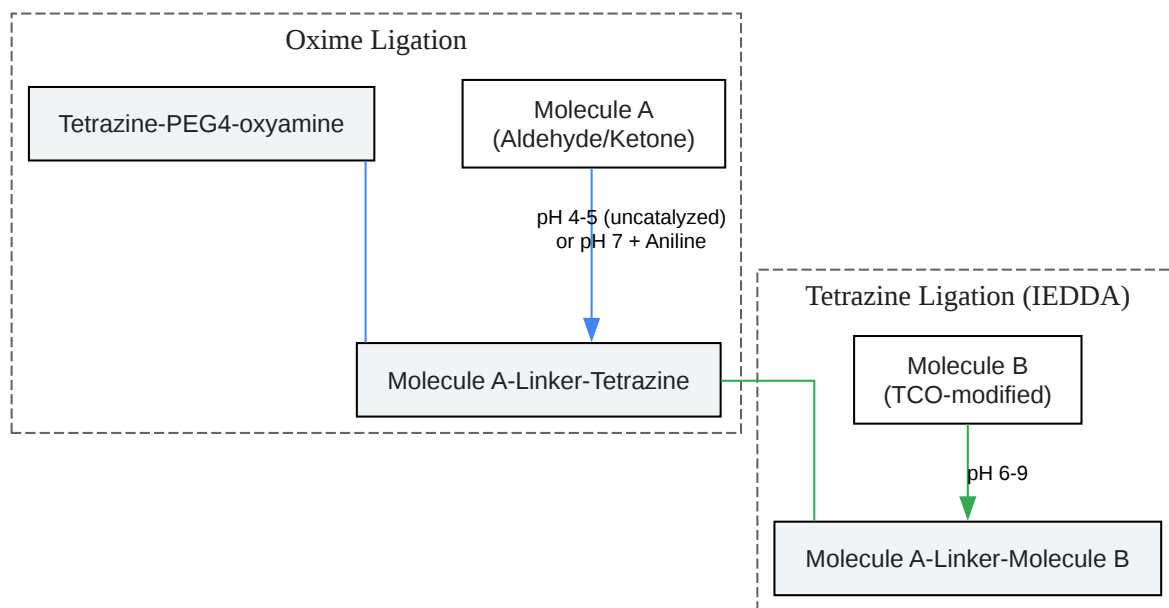 Oxime Ligation
Tetrazine-PEG4-oxyamine
Molecule A
(Aldehyde/Ketone)
pH 4-5 (uncatalyzed)
or pH 7 + Aniline
Molecule A-Linker-Tetrazine
Tetrazine Ligation (IEDDA)
Molecule B
(TCO-modified)
pH 6-9
Molecule A-Linker-Molecule B